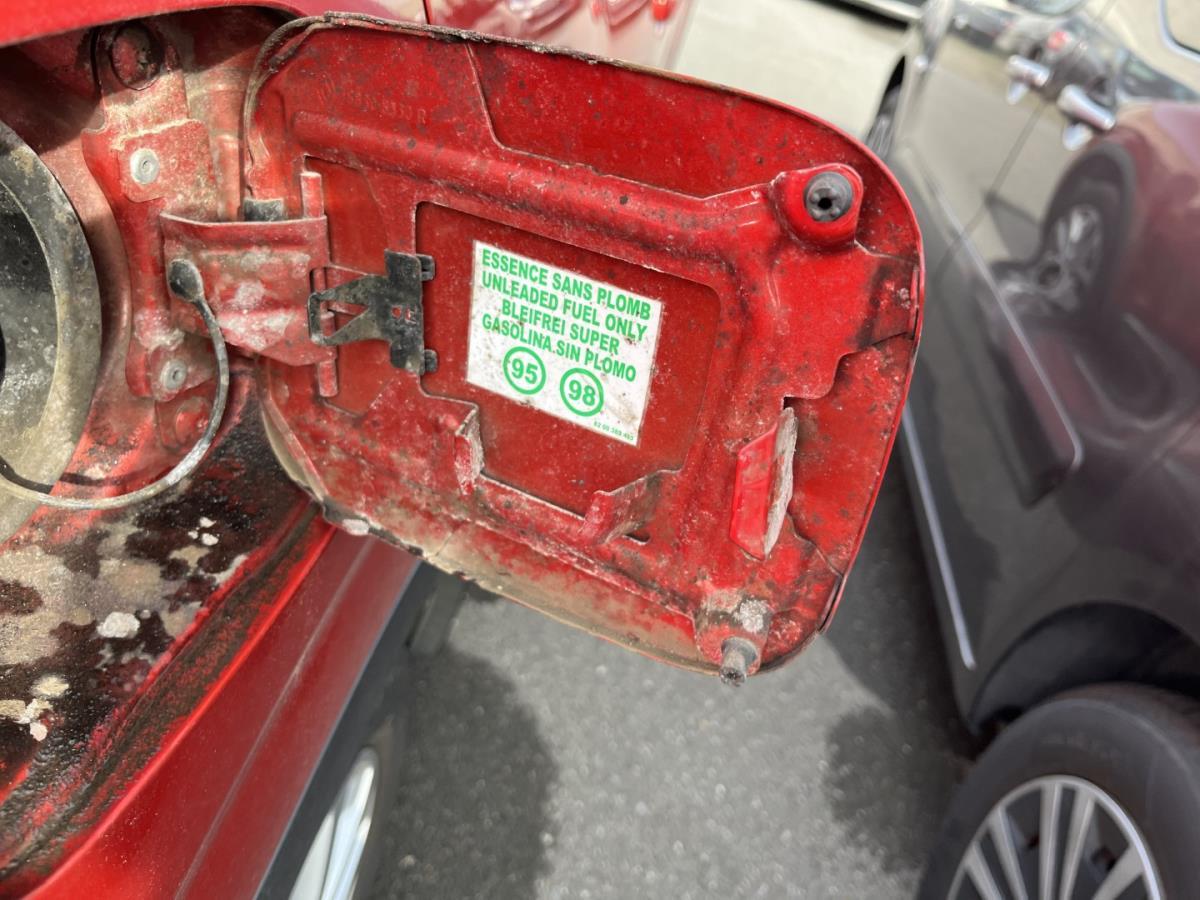 ESSENCE SANS PLOMB
UNLEADED FUEL ONLY
BLEIFREI SUPER
GASOLINA.SIN PLOMO
95 98